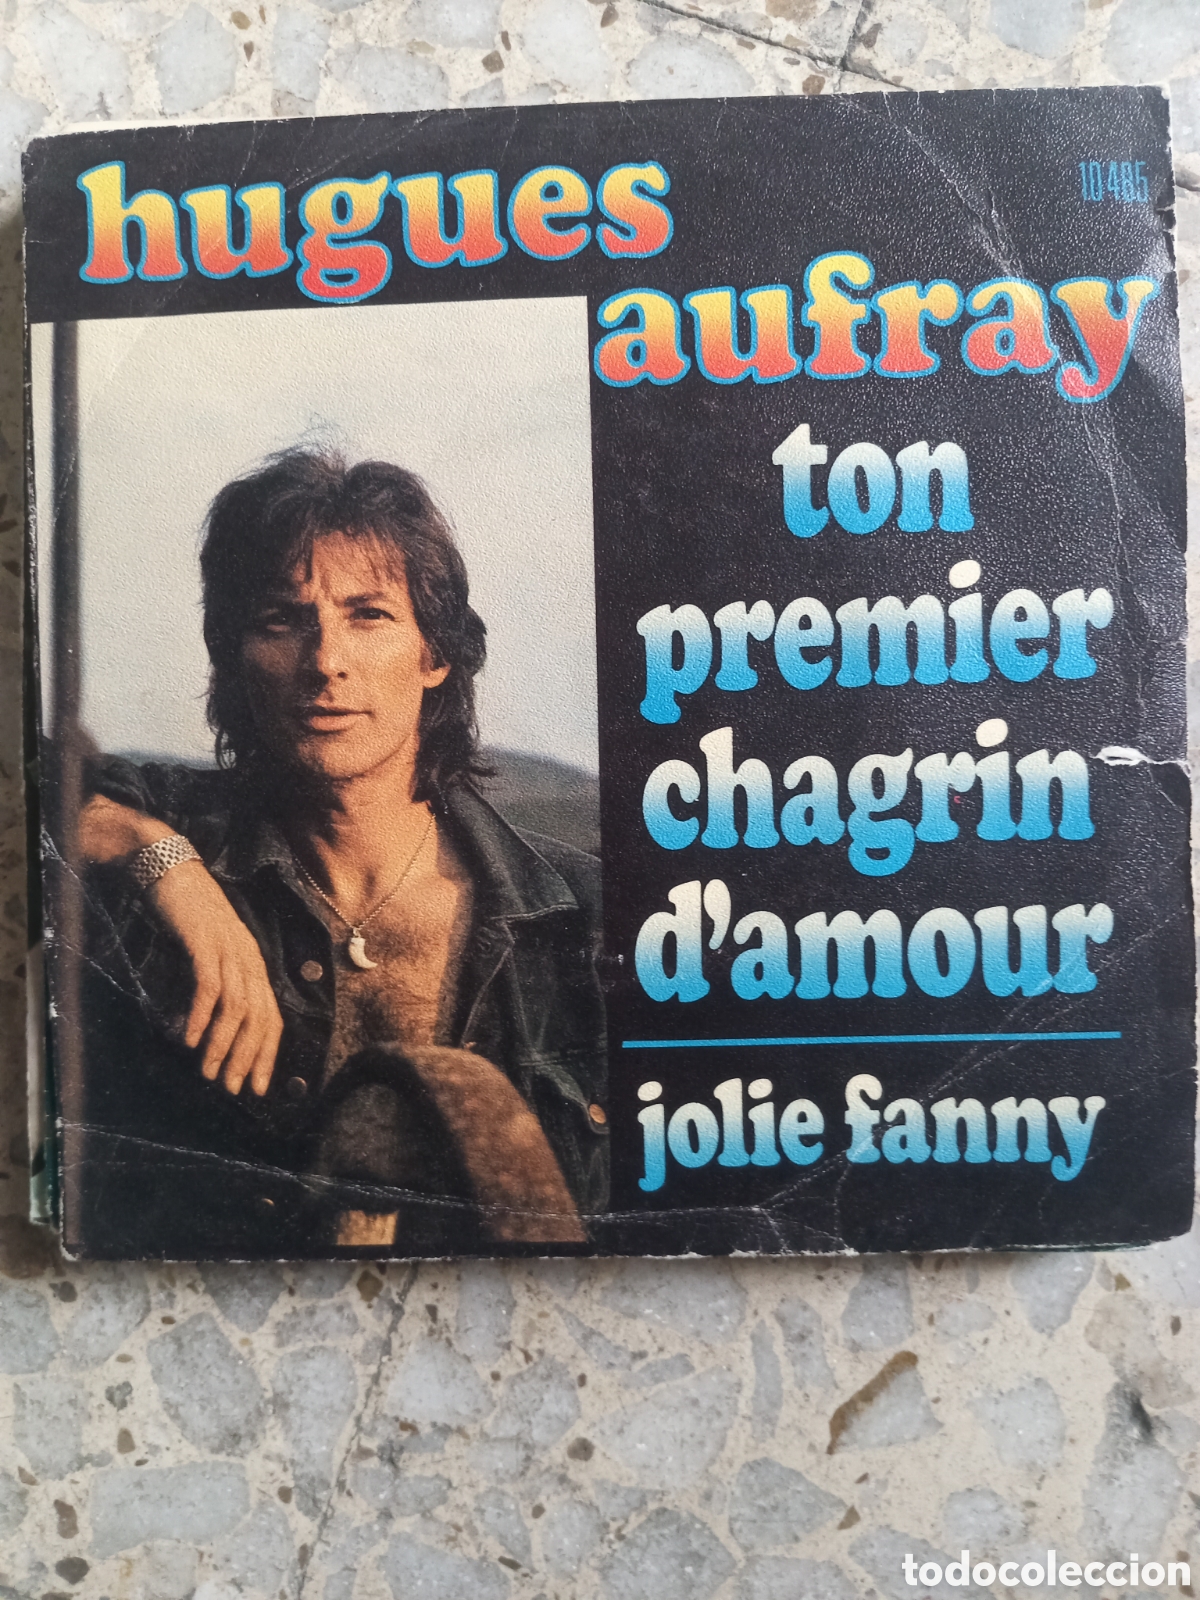 hugues
10 485
aufray
ton
premier
chagrin
d'amour
jolie fanny
todocoleccion